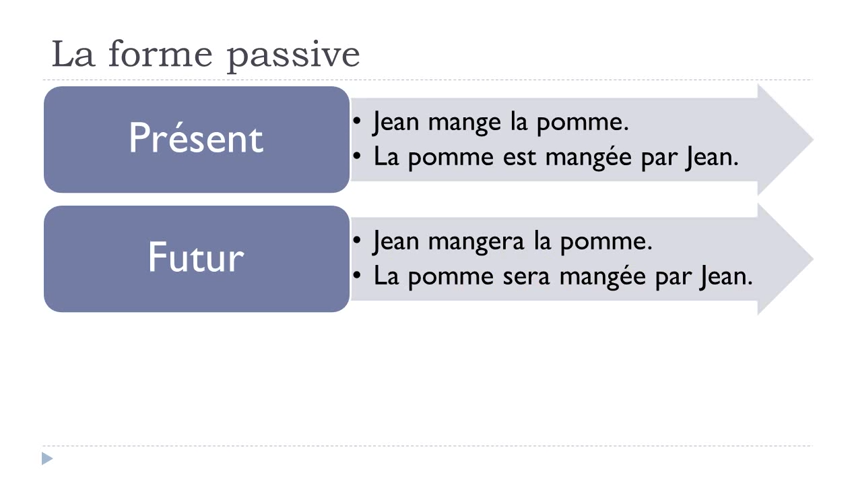 La forme passive
Présent
• Jean mange la pomme.
• La pomme est mangée par Jean.
Futur
• Jean mangera la pomme.
• La pomme sera mangée par Jean.